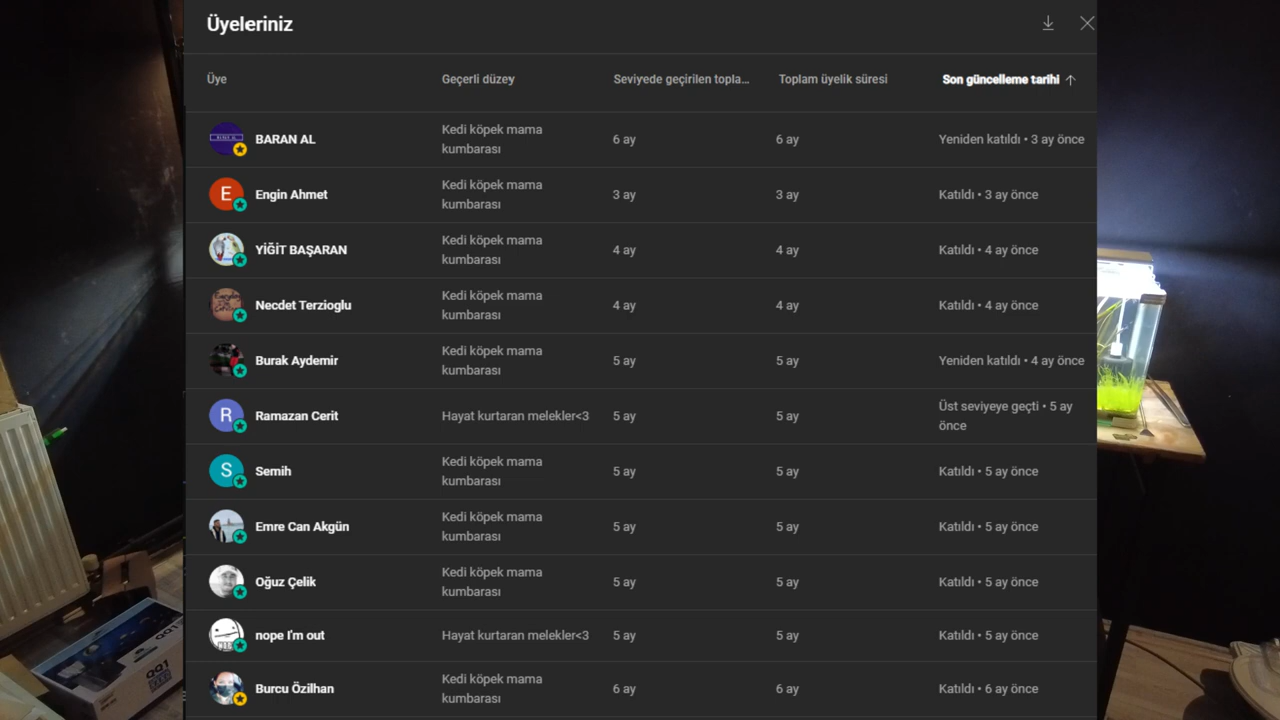 Üyeleriniz
Üye Geçerli düzey Seviyede geçirilen topla... Toplam üyelik süresi Son güncelleme tarihi
BARAN AL Kedi köpek mama kumbarası 6 ay 6 ay Yeniden katıldı • 3 ay önce
E Engin Ahmet Kedi köpek mama kumbarası 3 ay 3 ay Katıldı • 3 ay önce
YİĞİT BAŞARAN Kedi köpek mama kumbarası 4 ay 4 ay Katıldı • 4 ay önce
Necdet Terzioglu Kedi köpek mama kumbarası 4 ay 4 ay Katıldı • 4 ay önce
Burak Aydemir Kedi köpek mama kumbarası 5 ay 5 ay Yeniden katıldı • 4 ay önce
R Ramazan Cerit Hayat kurtaran melekler<3 5 ay 5 ay Üst seviyeye geçti • 5 ay önce
S Semih Kedi köpek mama kumbarası 5 ay 5 ay Katıldı • 5 ay önce
Emre Can Akgün Kedi köpek mama kumbarası 5 ay 5 ay Katıldı • 5 ay önce
Oğuz Çelik Kedi köpek mama kumbarası 5 ay 5 ay Katıldı • 5 ay önce
nope I'm out Hayat kurtaran melekler<3 5 ay 5 ay Katıldı • 5 ay önce
Burcu Özilhan Kedi köpek mama kumbarası 6 ay 6 ay Katıldı • 6 ay önce